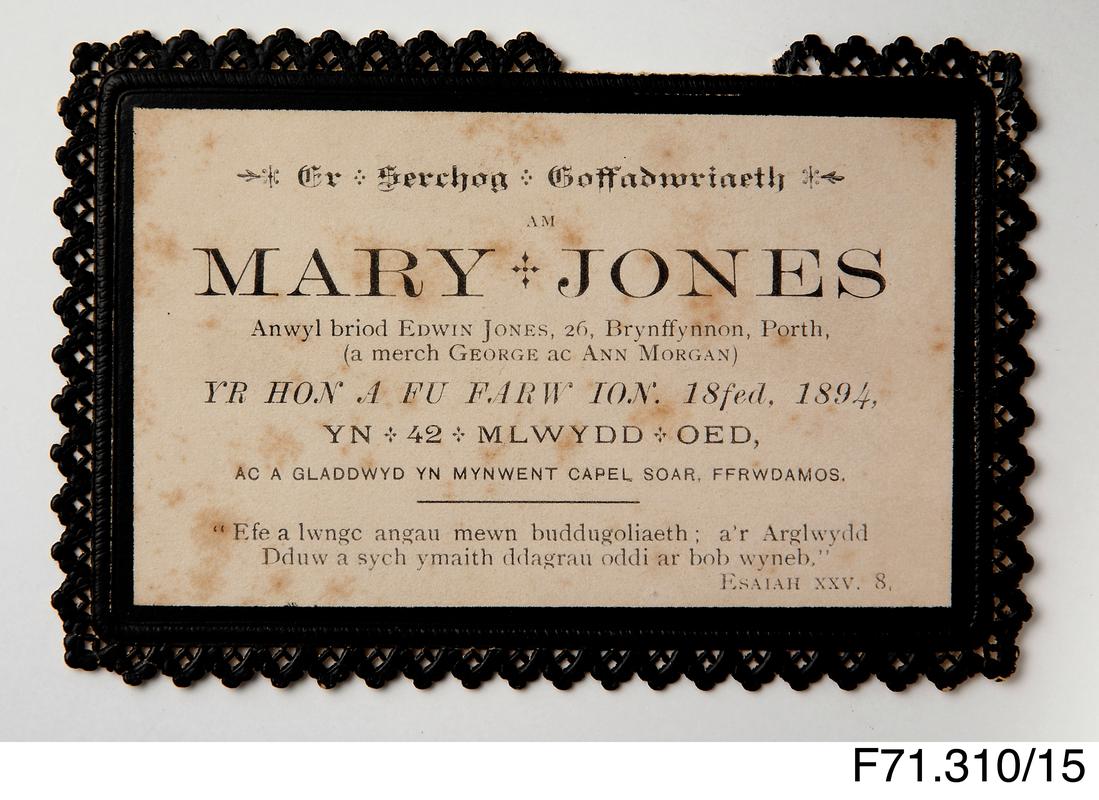 Er Serchog Goffadwriaeth
AM
MARY JONES
Anwyl briod EDWIN JONES, 26, Brynffynnon, Porth,
(a merch GEORGE ac ANN MORGAN)
YR HON A FU FARW ION. 18fed, 1894,
YN 42 MLWYDD OED,
AC A GLADDWYD YN MYNWENT CAPEL SOAR, FFRWDAMOS.
“Efe a lwngc angau mewn buddugoliaeth; a'r Arglwydd
Dduw a sych ymaith ddagrau oddi ar bob wyneb.”
ESAIAH XXV. 8.
F71.310/15